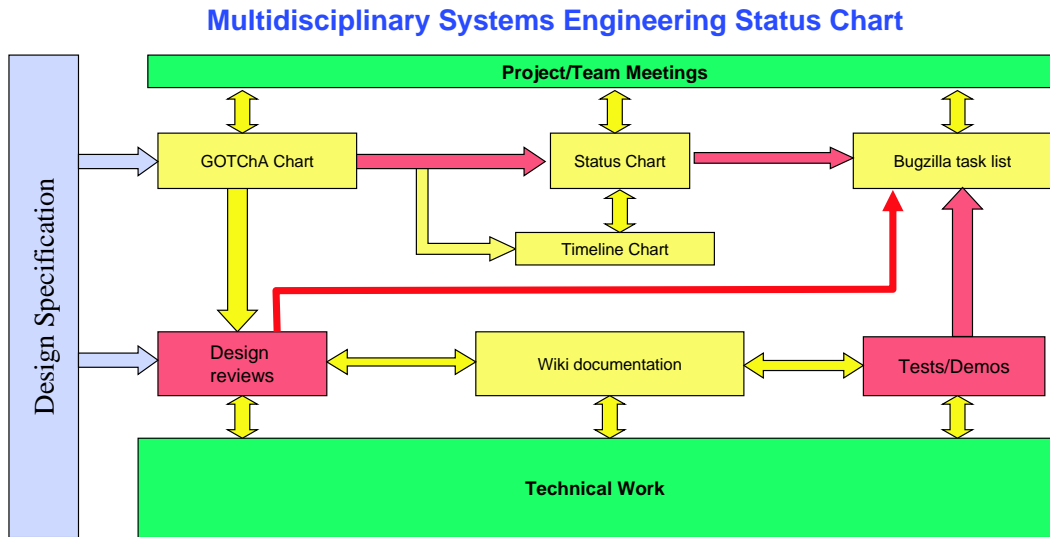 Multidisciplinary Systems Engineering Status Chart
Project/Team Meetings
GOTChA Chart
Status Chart
Bugzilla task list
Timeline Chart
Design Specification
Design
reviews
Wiki documentation
Tests/Demos
Technical Work